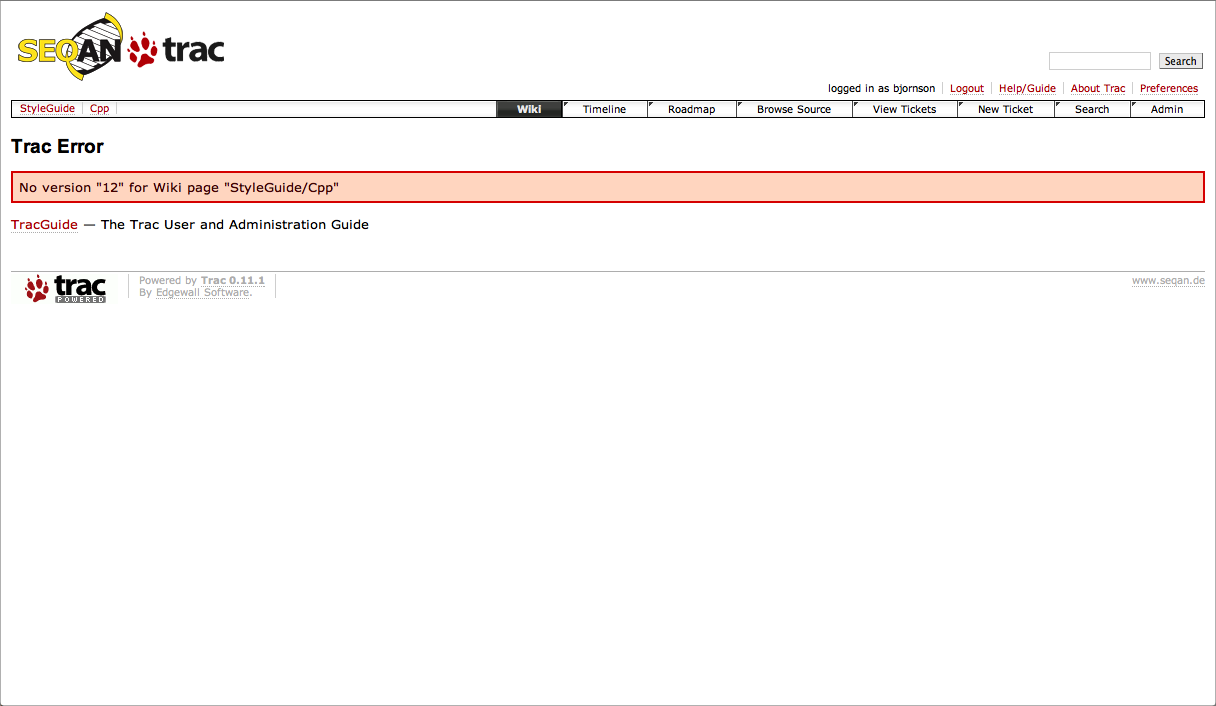 SEQAN trac
Search
logged in as bjornson Logout Help/Guide About Trac Preferences
StyleGuide Cpp Wiki Timeline Roadmap Browse Source View Tickets New Ticket Search Admin
Trac Error
No version "12" for Wiki page "StyleGuide/Cpp"
TracGuide — The Trac User and Administration Guide
trac POWERED
Powered by Trac 0.11.1
By Edgewall Software.
www.seqan.de